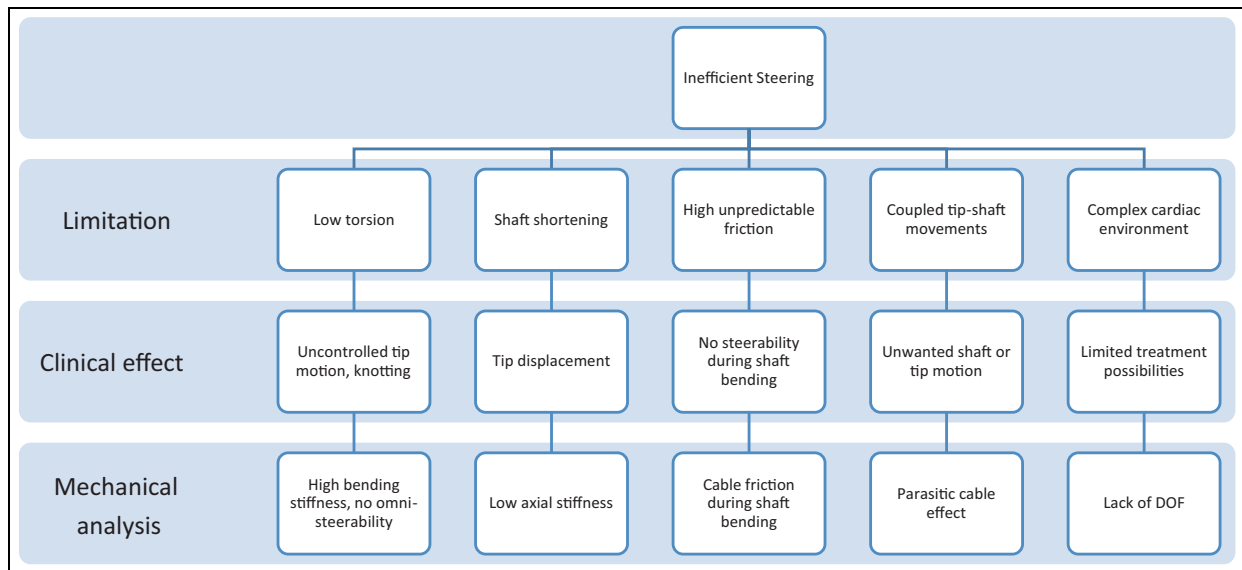 Inefficient Steering
Limitation
Low torsion
Shaft shortening
High unpredictable
friction
Coupled tip-shaft
movements
Complex cardiac
environment
Clinical effect
Uncontrolled tip
motion, knotting
Tip displacement
No steerability
during shaft
bending
Unwanted shaft or
tip motion
Limited treatment
possibilities
Mechanical
analysis
High bending
stiffness, no omni-
steerability
Low axial stiffness
Cable friction
during shaft
bending
Parasitic cable
effect
Lack of DOF